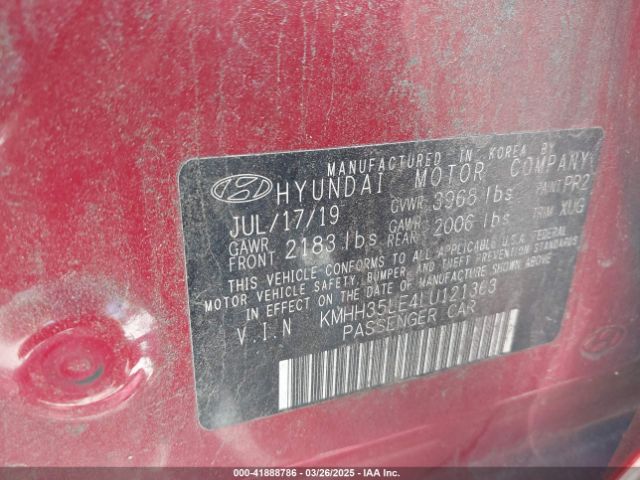 MANUFACTURED IN KOREA BY
HYUNDAI MOTOR COMPANY
JUL/17/19 GVWR 3968 lbs PAINT PR2
GAWR FRONT 2183 lbs GAWR REAR 2006 lbs TRIM XUG
THIS VEHICLE CONFORMS TO ALL APPLICABLE U.S.A. FEDERAL
MOTOR VEHICLE SAFETY, BUMPER, AND THEFT PREVENTION STANDARDS
IN EFFECT ON THE DATE OF MANUFACTURE SHOWN ABOVE.
V.I.N KMHH35LE4LU121363
PASSENGER CAR
000-41888786 — 03/26/2025 — IAA Inc.